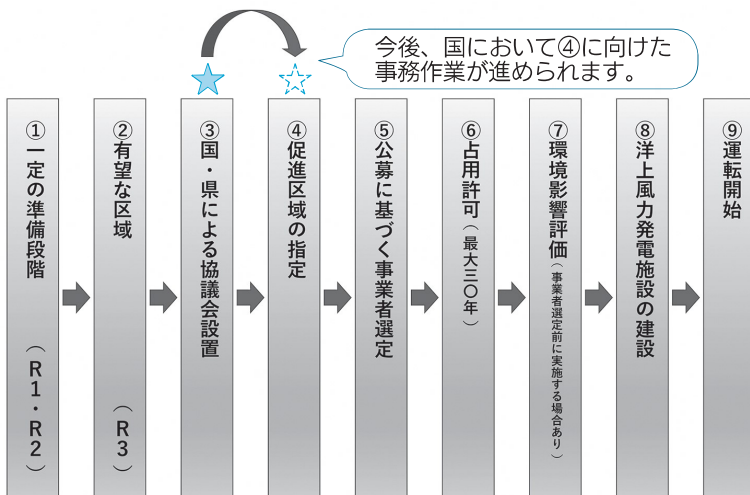 今後、国において④に向けた
事務作業が進められます。
①一定の準備段階（R1・R2）
②有望な区域（R3）
③国・県による協議会設置
④促進区域の指定
⑤公募に基づく事業者選定
⑥占用許可（最大三〇年）
⑦環境影響評価（事業者選定前に実施する場合あり）
⑧洋上風力発電施設の建設
⑨運転開始